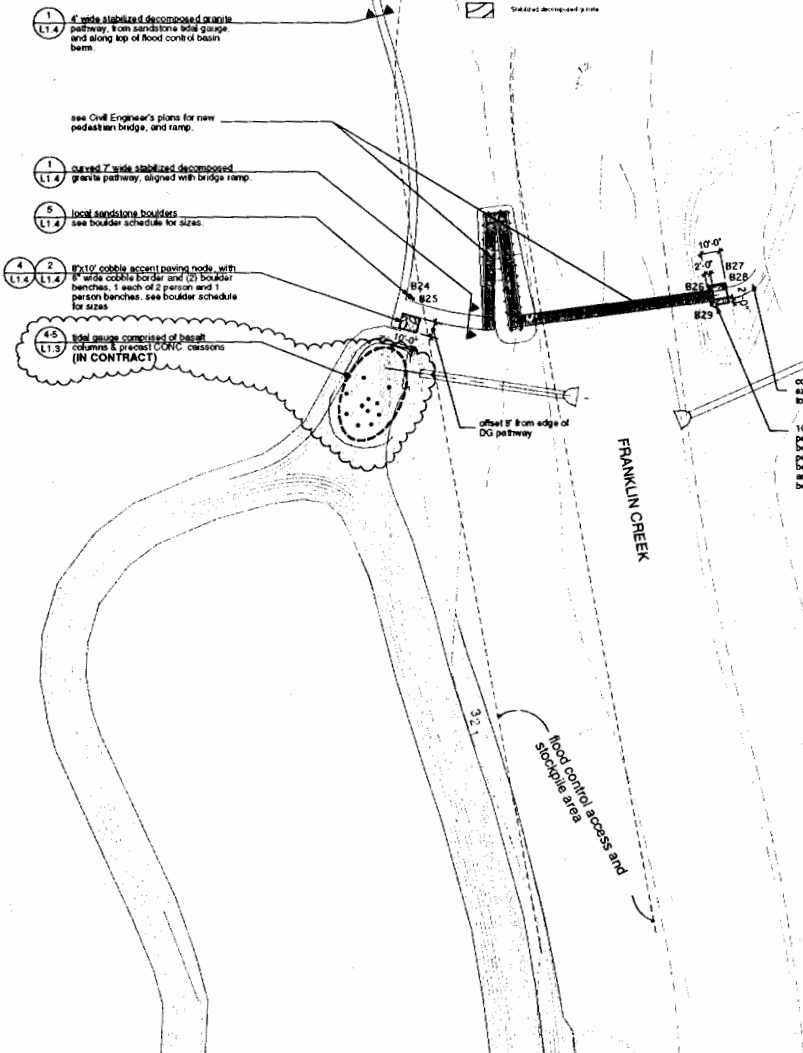 Stabilized decomposed granite
1
L1.4
4' wide stabilized decomposed granite
pathway, from sandstone tidal gauge,
and along top of flood control basin
berm.
see Civil Engineer's plans for new
pedestrian bridge, and ramp.
1
L1.4
curved 7' wide stabilized decomposed
granite pathway, aligned with bridge ramp.
5
L1.4
local sandstone boulders
see boulder schedule for sizes.
4
L1.4
2
L1.4
8'x10' cobble accent paving node, with
6" wide cobble border and (2) boulder
benches, 1 each of 2 person and 1
person benches. see boulder schedule
for sizes
4-5
L1.3
tidal gauge comprised of basalt
columns & precast CONC. caissons
(IN CONTRACT)
B24
B25
10'-0"
10'-0"
2'-0"
B27
B28
B26
2'-0"
B29
offset 8' from edge of
DG pathway
FRANKLIN CREEK
3 2 1
flood control access and
stockpile area